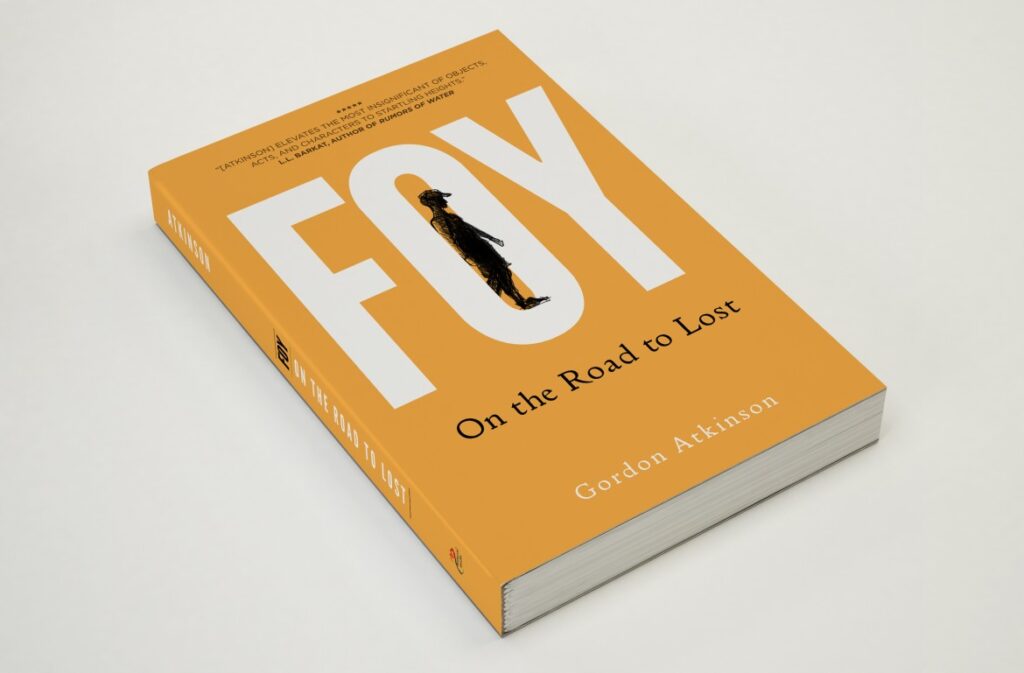 ★★★★★
"[ATKINSON] ELEVATES THE MOST INSIGNIFICANT OF OBJECTS,
ACTS, AND CHARACTERS TO STARTLING HEIGHTS."
L.L. BARKAT, AUTHOR OF RUMORS OF WATER
FOY
On the Road to Lost
Gordon Atkinson
ATKINSON
FOY ON THE ROAD TO LOST